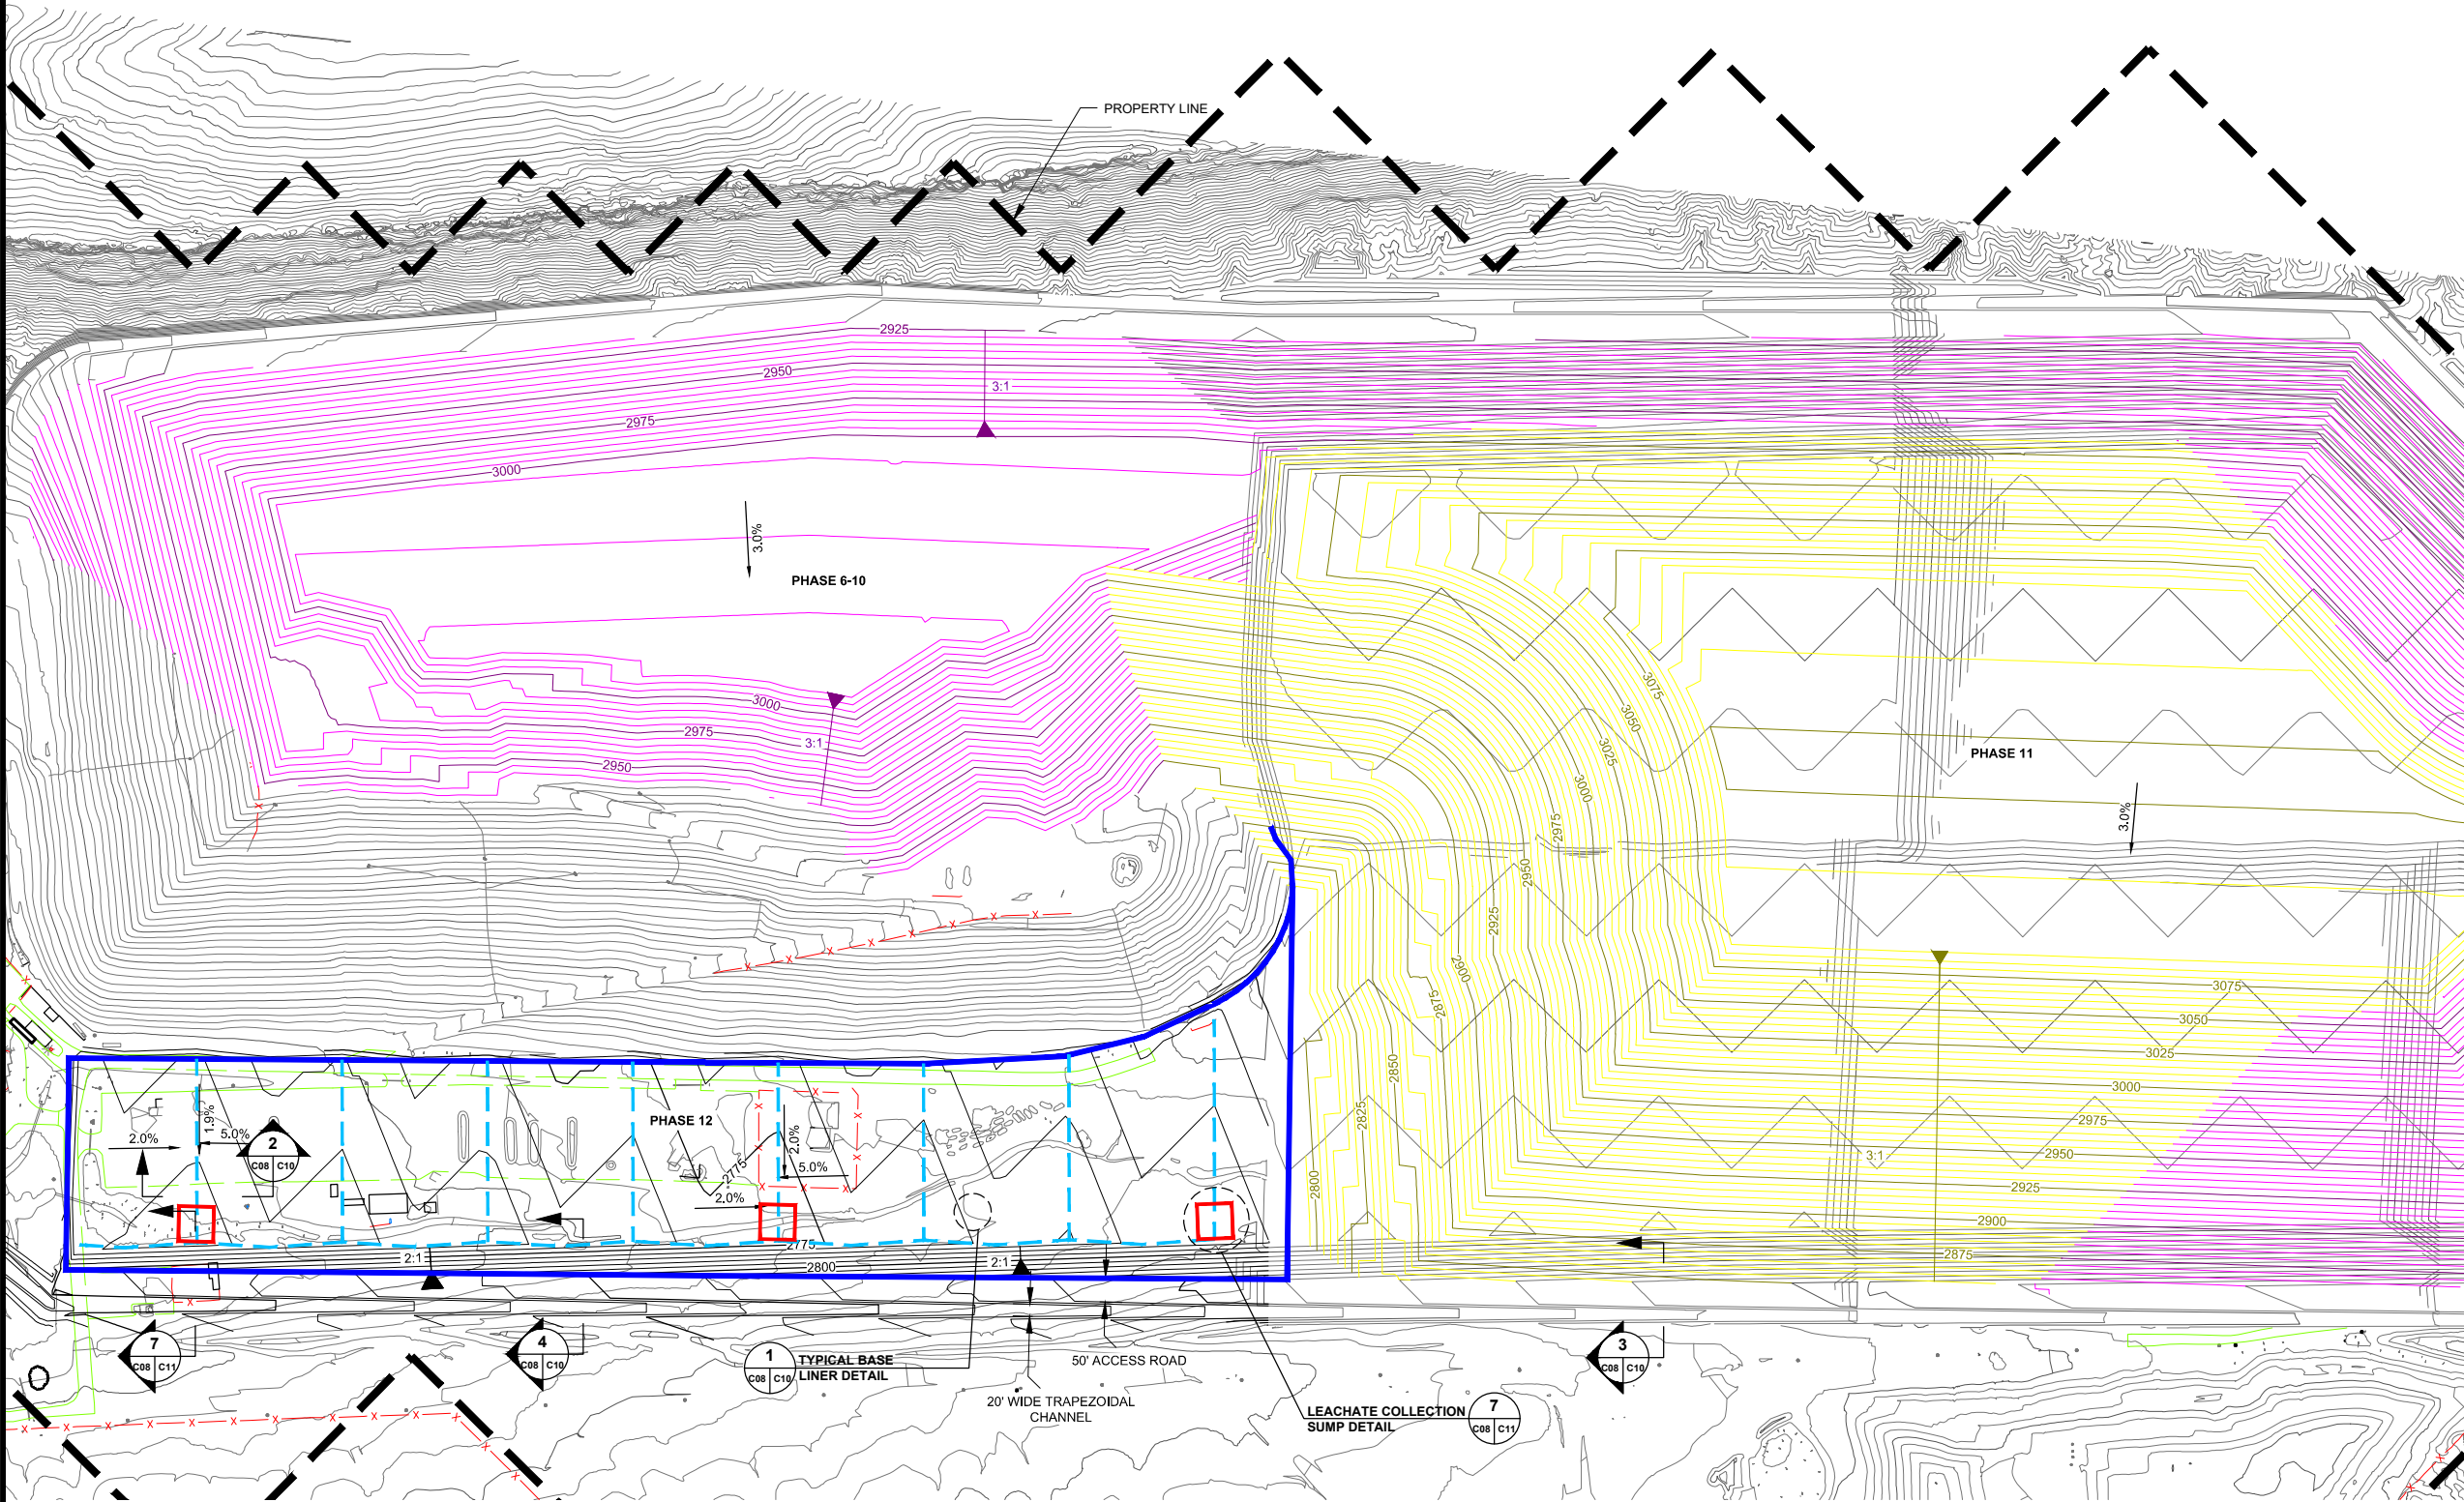 PROPERTY LINE
2925
2950
3:1
2975
3000
3.0%
PHASE 6-10
3000
2975
3:1
2950
3075
3050
3025
3000
2975
2950
2925
2900
2875
2850
2825
2800
PHASE 11
3.0%
3075
3050
3025
3000
2975
2950
3:1
2925
2900
2875
PHASE 12
1.9%
2.0%
5.0%
2
C08 C10
2.0%
2775
5.0%
2.0%
2775
2:1
2800
2:1
7
C08 C11
4
C08 C10
1
C08 C10
TYPICAL BASE
LINER DETAIL
50' ACCESS ROAD
20' WIDE TRAPEZOIDAL
CHANNEL
3
C08 C10
LEACHATE COLLECTION
SUMP DETAIL
7
C08 C11
X X X X X X X X
X X X X X X
X
X
X X X X X X X X X X X X
X